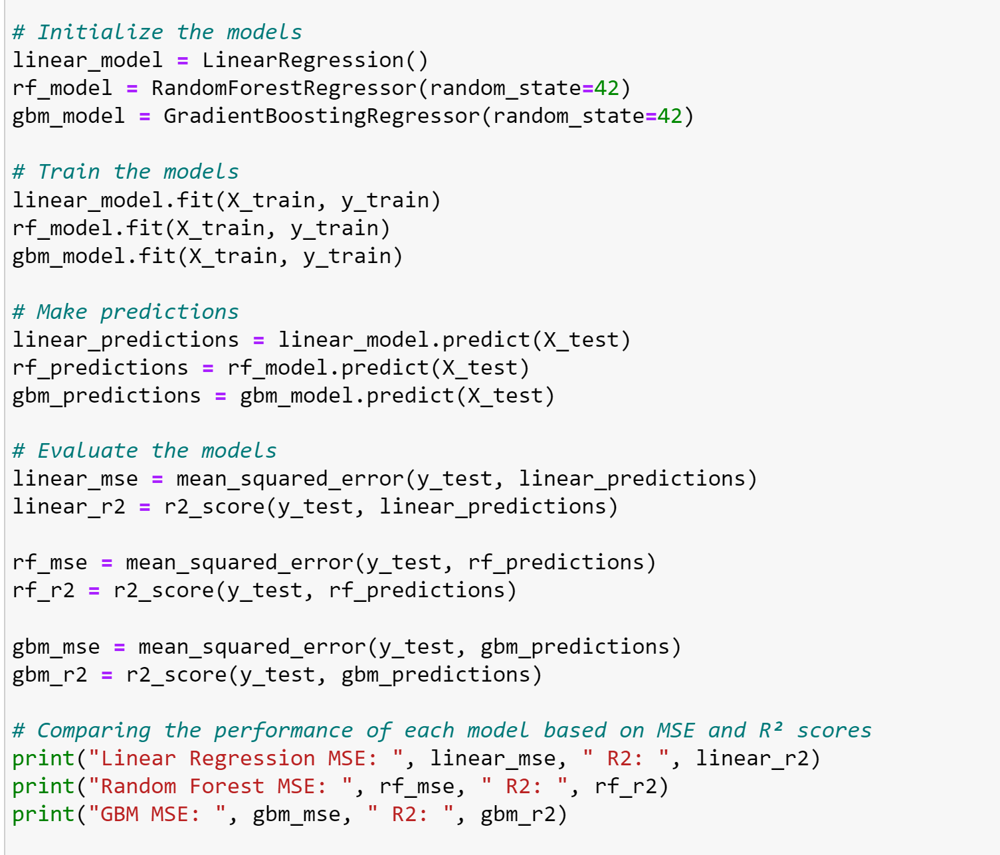 # Initialize the models
linear_model = LinearRegression()
rf_model = RandomForestRegressor(random_state=42)
gbm_model = GradientBoostingRegressor(random_state=42)
# Train the models
linear_model.fit(X_train, y_train)
rf_model.fit(X_train, y_train)
gbm_model.fit(X_train, y_train)
# Make predictions
linear_predictions = linear_model.predict(X_test)
rf_predictions = rf_model.predict(X_test)
gbm_predictions = gbm_model.predict(X_test)
# Evaluate the models
linear_mse = mean_squared_error(y_test, linear_predictions)
linear_r2 = r2_score(y_test, linear_predictions)
rf_mse = mean_squared_error(y_test, rf_predictions)
rf_r2 = r2_score(y_test, rf_predictions)
gbm_mse = mean_squared_error(y_test, gbm_predictions)
gbm_r2 = r2_score(y_test, gbm_predictions)
# Comparing the performance of each model based on MSE and R² scores
print("Linear Regression MSE: ", linear_mse, " R2: ", linear_r2)
print("Random Forest MSE: ", rf_mse, " R2: ", rf_r2)
print("GBM MSE: ", gbm_mse, " R2: ", gbm_r2)